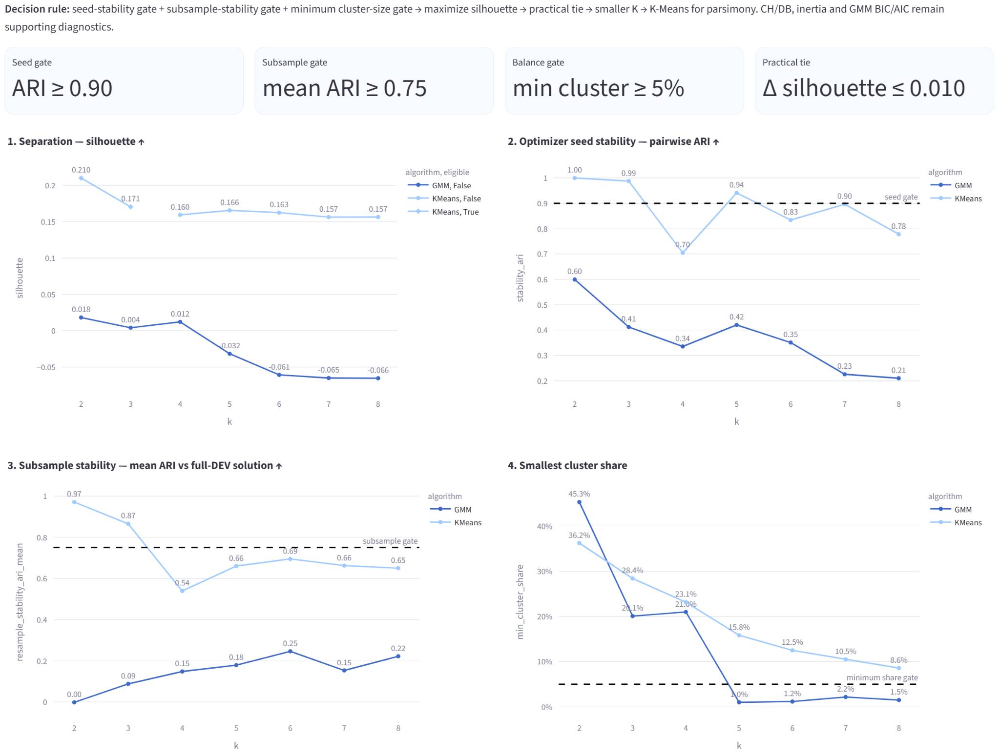 Decision rule: seed-stability gate + subsample-stability gate + minimum cluster-size gate → maximize silhouette → practical tie → smaller K → K-Means for parsimony. CH/DB, inertia and GMM BIC/AIC remain
supporting diagnostics.
Seed gate
ARI ≥ 0.90
Subsample gate
mean ARI ≥ 0.75
Balance gate
min cluster ≥ 5%
Practical tie
Δ silhouette ≤ 0.010
1. Separation — silhouette ↑
silhouette
0.2
0.15
0.1
0.05
0
−0.05
0.210
0.171
0.160
0.166
0.163
0.157
0.157
0.018
0.004
0.012
-0.032
-0.061
-0.065
-0.066
2 3 4 5 6 7 8
k
algorithm, eligible
GMM, False
KMeans, False
KMeans, True
2. Optimizer seed stability — pairwise ARI ↑
stability_ari
1
0.9
0.8
0.7
0.6
0.5
0.4
0.3
0.2
1.00
0.99
0.70
0.94
0.83
0.90
0.78
seed gate
0.60
0.41
0.34
0.42
0.35
0.23
0.21
2 3 4 5 6 7 8
k
algorithm
GMM
KMeans
3. Subsample stability — mean ARI vs full-DEV solution ↑
resample_stability_ari_mean
1
0.8
0.6
0.4
0.2
0
0.97
0.87
0.54
0.66
0.69
0.66
0.65
subsample gate
0.00
0.09
0.15
0.18
0.25
0.15
0.22
2 3 4 5 6 7 8
k
algorithm
GMM
KMeans
4. Smallest cluster share
min_cluster_share
40%
30%
20%
10%
0%
45.3%
20.1%
21.0%
1.0%
1.2%
2.2%
1.5%
36.2%
28.4%
23.1%
15.8%
12.5%
10.5%
8.6%
minimum share gate
2 3 4 5 6 7 8
k
algorithm
GMM
KMeans